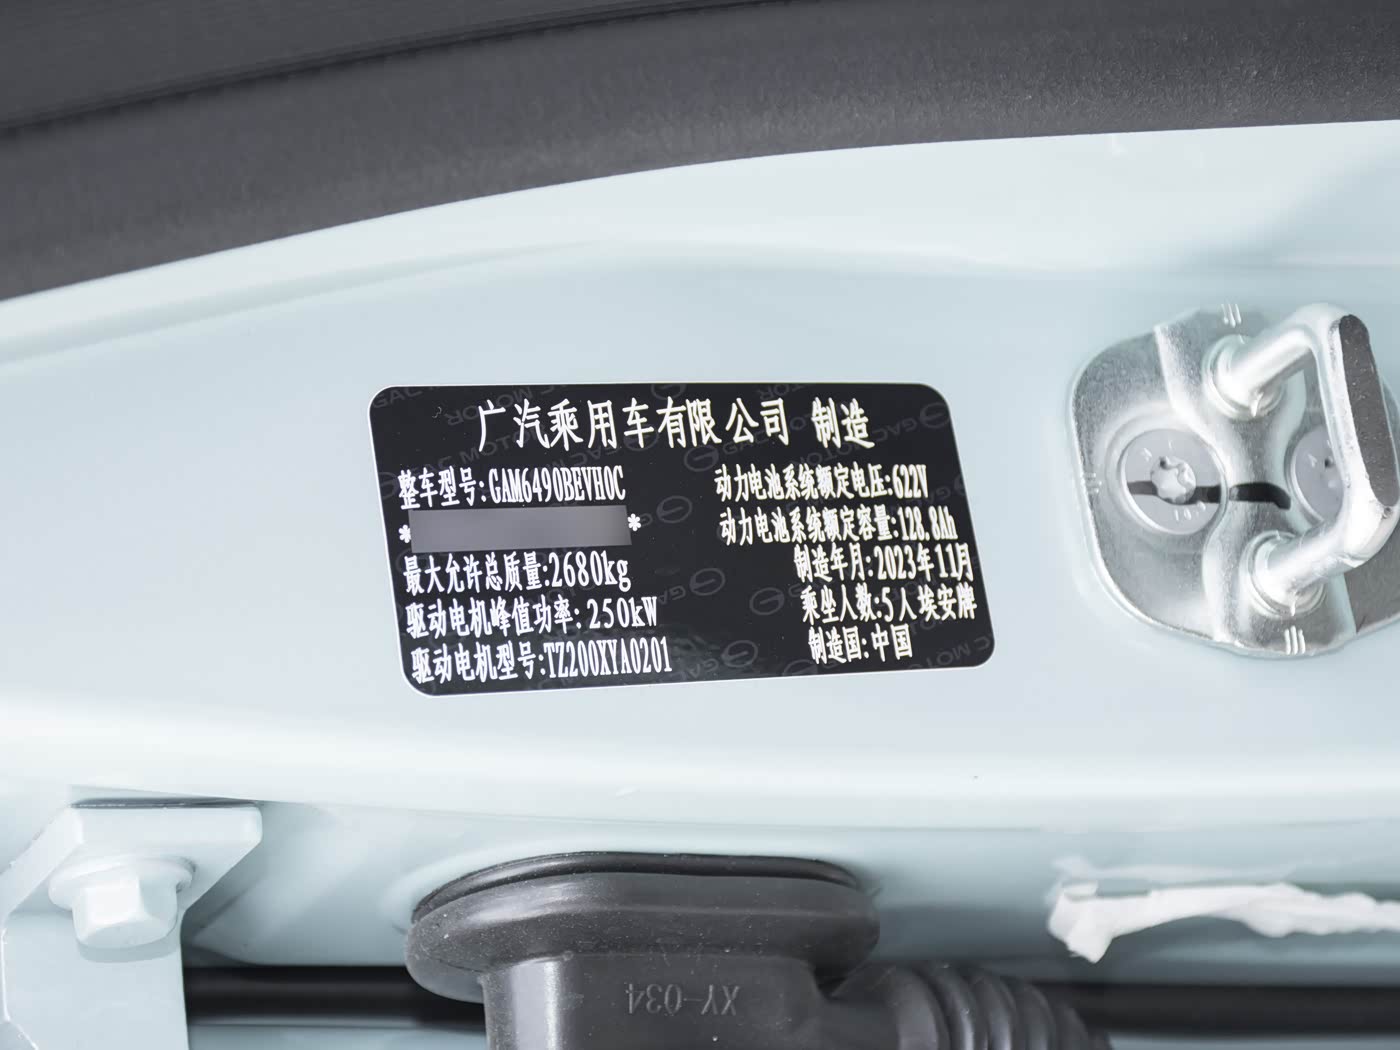 广汽乘用车有限公司 制造
整车型号:GAM6490BEVH0C
* *
最大允许总质量:2680kg
驱动电机峰值功率: 250kW
驱动电机型号:TZ200XYA0201
动力电池系统额定电压:622V
动力电池系统额定容量:128.8Ah
制造年月:2023年11月
乘坐人数:5人 埃安牌
制造国:中国
GAC MOTOR
XY-034